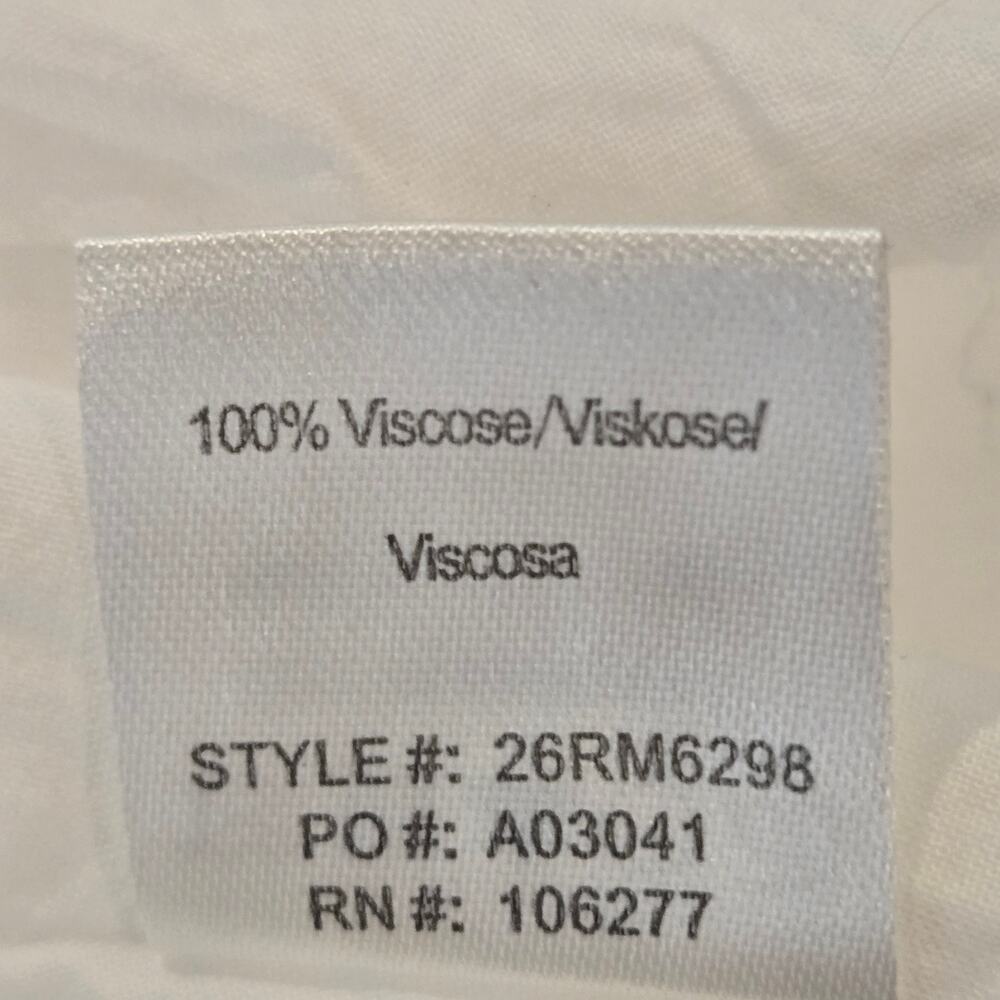 100% Viscose/Viskose/
Viscosa
STYLE #: 26RM6298
PO #: A03041
RN #: 106277